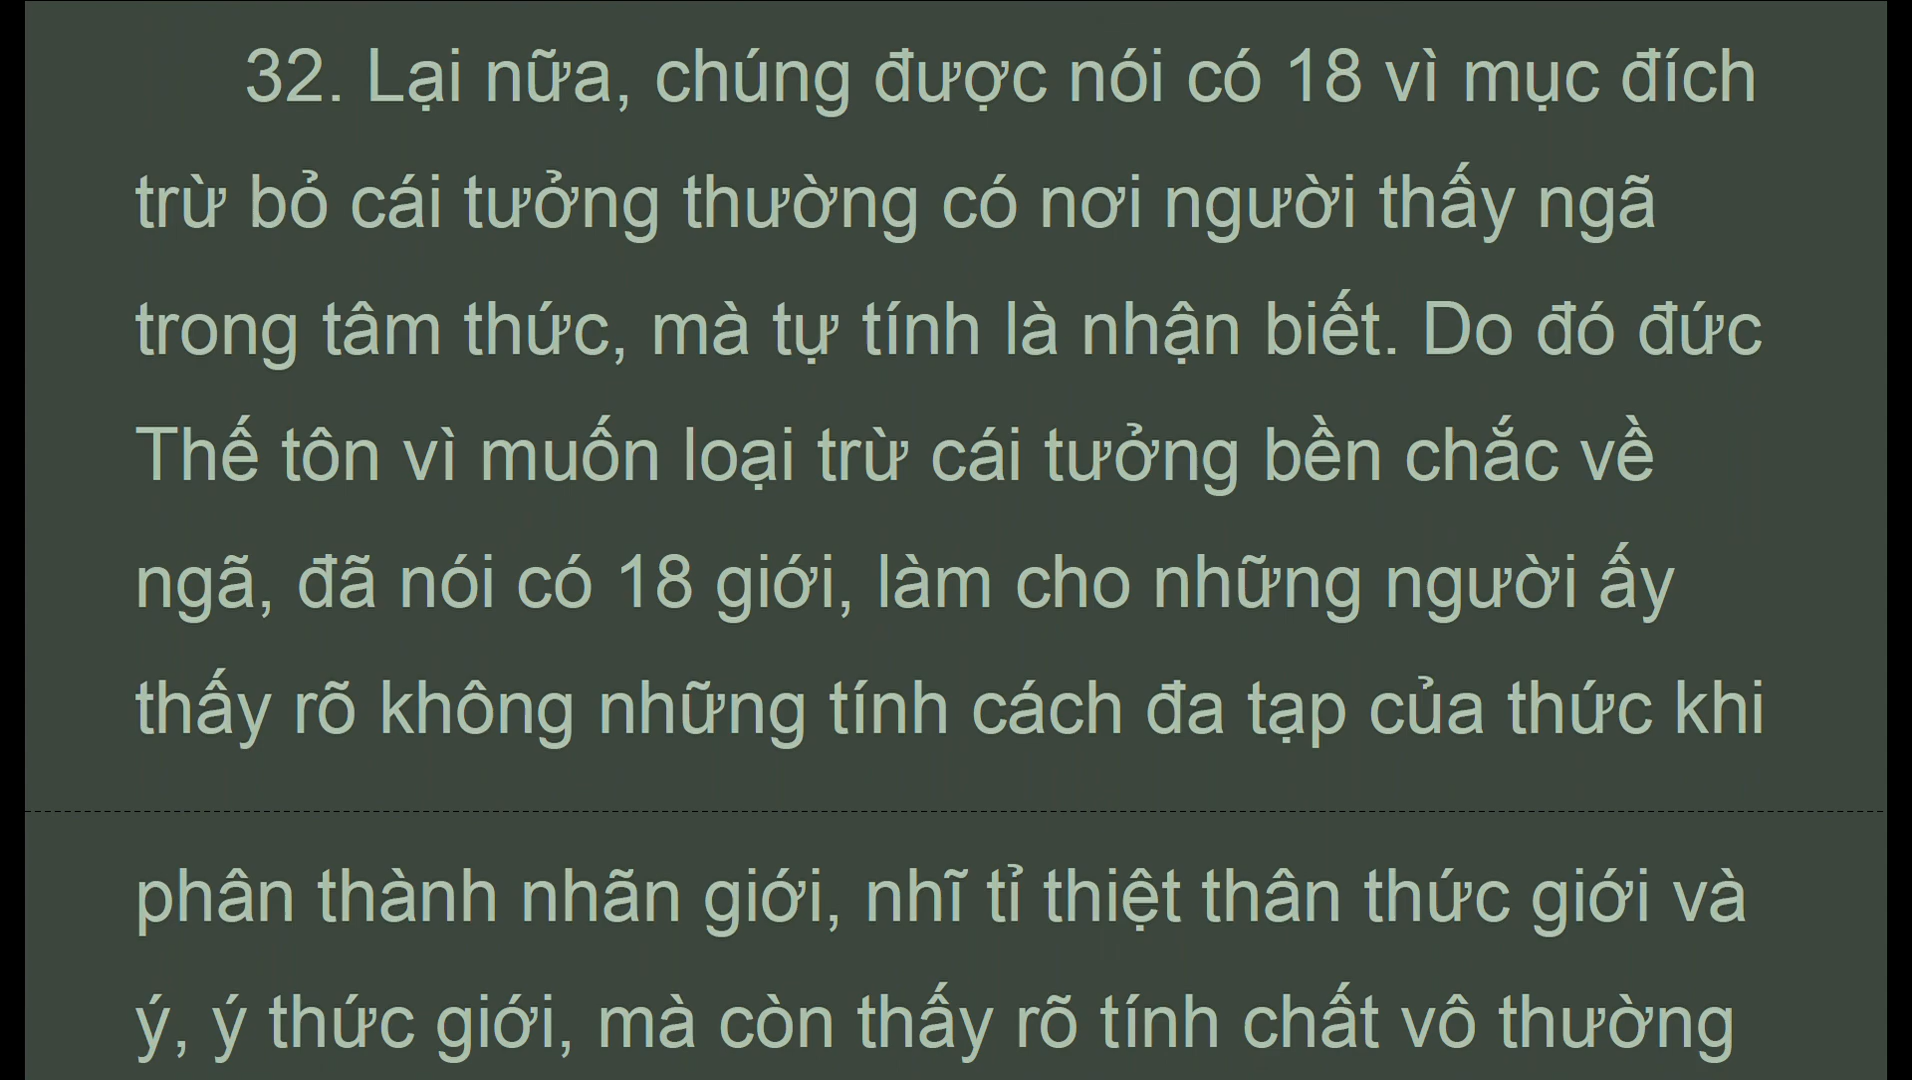 32. Lại nữa, chúng được nói có 18 vì mục đích
trừ bỏ cái tưởng thường có nơi người thấy ngã
trong tâm thức, mà tự tính là nhận biết. Do đó đức
Thế tôn vì muốn loại trừ cái tưởng bền chắc về
ngã, đã nói có 18 giới, làm cho những người ấy
thấy rõ không những tính cách đa tạp của thức khi
phân thành nhãn giới, nhĩ tỉ thiệt thân thức giới và
ý, ý thức giới, mà còn thấy rõ tính chất vô thường